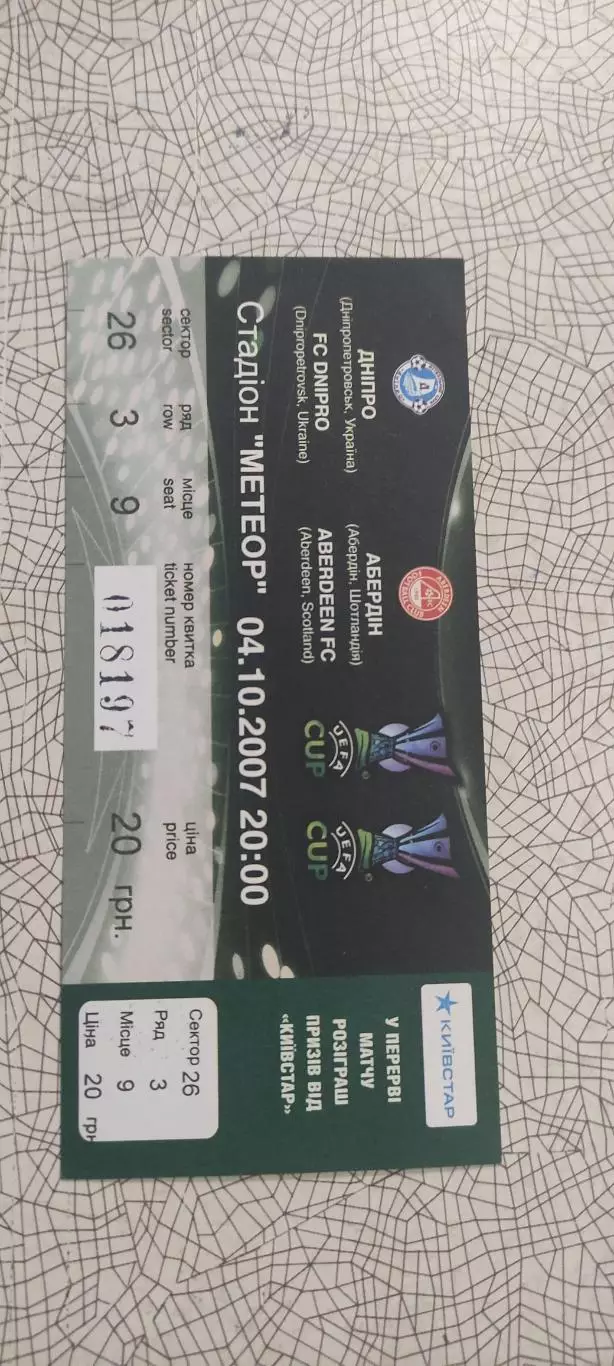 ДНІПРО
(Дніпропетровськ, Україна)
FC DNIPRO
(Dnipropetrovsk, Ukraine)
АБЕРДІН
(Абердін, Шотландія)
ABERDEEN FC
(Aberdeen, Scotland)
UEFA
CUP
UEFA
CUP
Стадіон "МЕТЕОР" 04.10.2007 20:00
сектор
sector
26
ряд
row
3
місце
seat
9
номер квитка
ticket number
018197
ціна
price
20 грн.
КИЇВСТАР
У ПЕРЕРВІ
МАТЧУ
РОЗІГРАШ
ПРИЗІВ ВІД
«КИЇВСТАР»
Сектор 26
Ряд 3
Місце 9
Ціна 20 грн